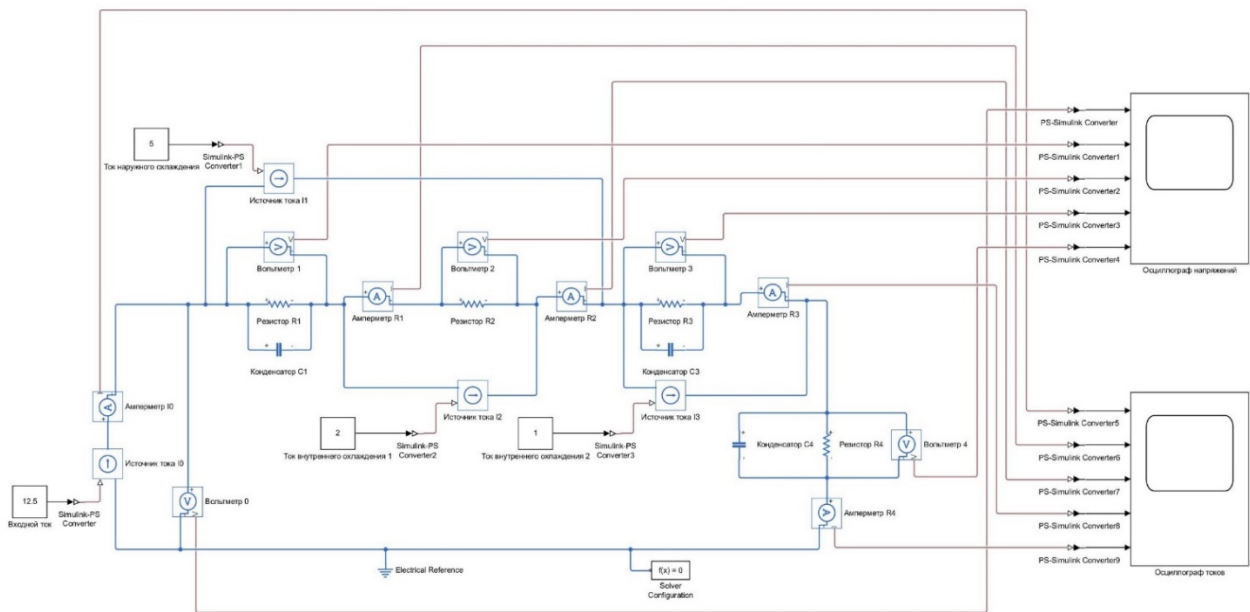 PS-Simulink Converter
5
Simulink-PS
Converter1
Ток наружного охлаждения
PS-Simulink Converter1
Источник тока I1
PS-Simulink Converter2
PS-Simulink Converter3
PS-Simulink Converter4
Осциллограф напряжений
Вольтметр 1
Вольтметр 2
Вольтметр 3
Резистор R1
Амперметр R1
Резистор R2
Амперметр R2
Резистор R3
Амперметр R3
Конденсатор C1
Конденсатор C3
Амперметр I0
Источник тока I2
Источник тока I3
2
Simulink-PS
Converter2
Ток внутреннего охлаждения 1
1
Simulink-PS
Converter3
Ток внутреннего охлаждения 2
PS-Simulink Converter5
Конденсатор C4
Резистор R4
Вольтметр 4
PS-Simulink Converter6
Источник тока I0
PS-Simulink Converter7
12.5
Simulink-PS
Converter
Входной ток
Вольтметр 0
Амперметр R4
PS-Simulink Converter8
PS-Simulink Converter9
Осциллограф токов
Electrical Reference
f(x) = 0
Solver
Configuration